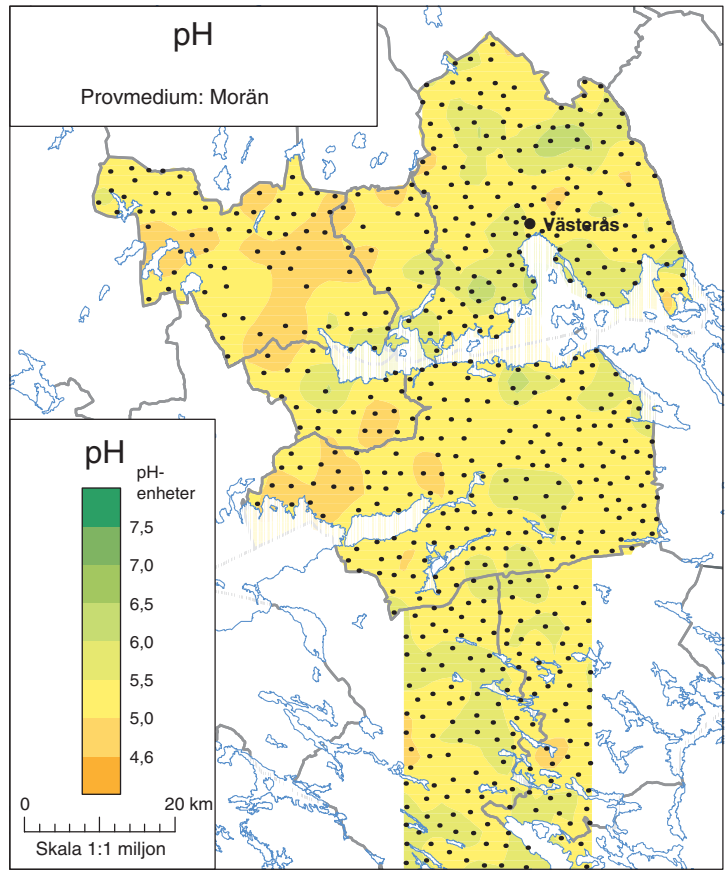 pH
Provmedium: Morän
Västerås
pH
pH-
enheter
7,5
7,0
6,5
6,0
5,5
5,0
4,6
0 20 km
Skala 1:1 miljon